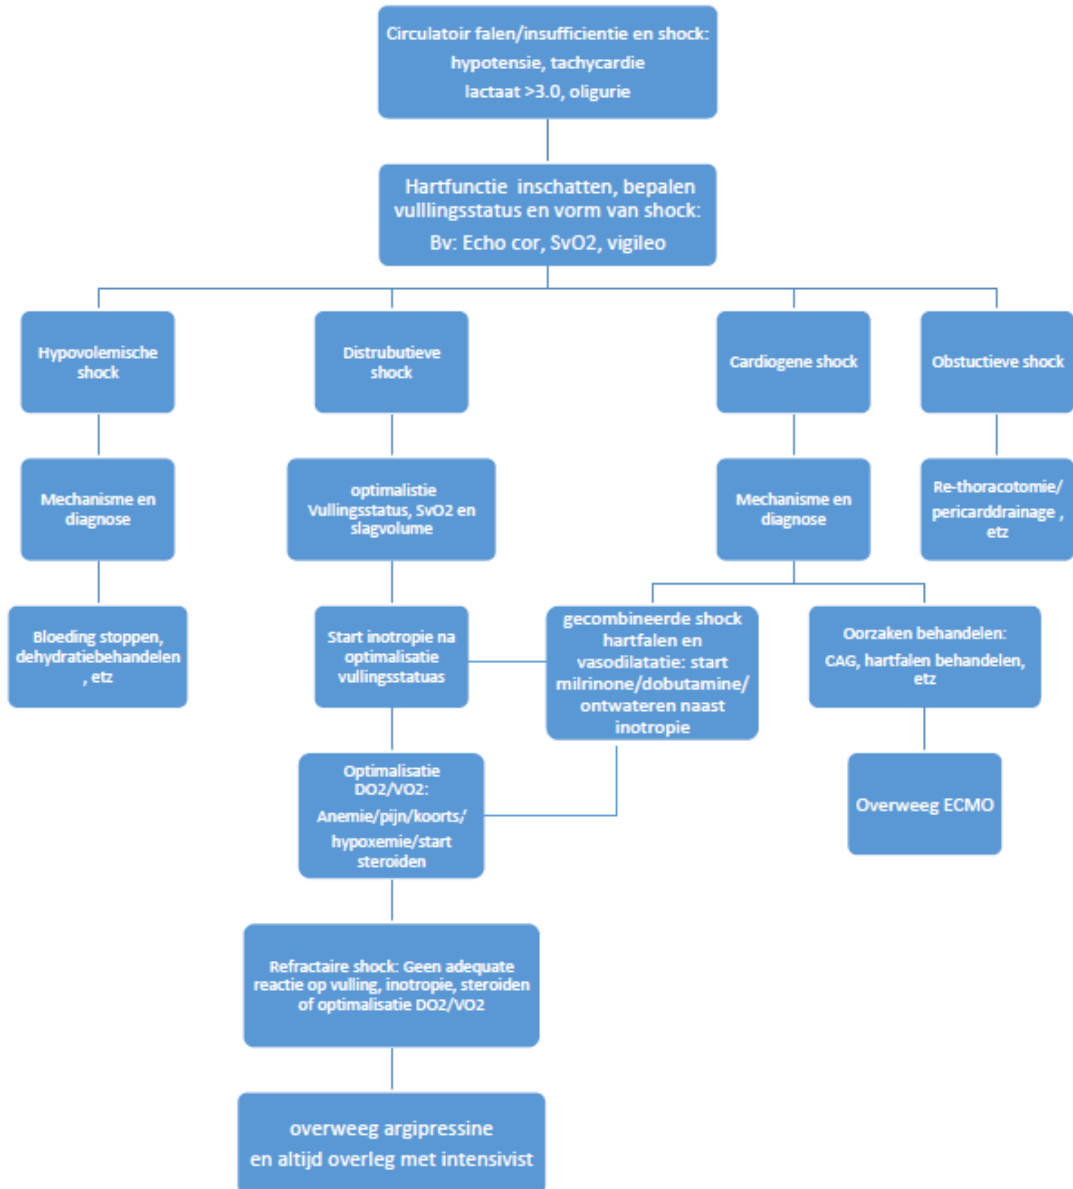 Circulatoir falen/insufficientie en shock:
hypotensie, tachycardie
lactaat >3.0, oligurie
Hartfunctie inschatten, bepalen
vulllingsstatus en vorm van shock:
Bv: Echo cor, SvO2, vigileo
Hypovolemische
shock
Distrubutieve
shock
Cardiogene shock
Obstuctieve shock
Mechanisme en
diagnose
optimalistie
Vullingsstatus, SvO2 en
slagvolume
Mechanisme en
diagnose
Re-thoracotomie/
pericarddrainage ,
etz
Bloeding stoppen,
dehydratiebehandelen
, etz
Start inotropie na
optimalisatie
vullingsstatuas
gecombineerde shock
hartfalen en
vasodilatatie: start
milrinone/dobutamine/
ontwateren naast
inotropie
Oorzaken behandelen:
CAG, hartfalen behandelen,
etz
Optimalisatie
DO2/VO2:
Anemie/pijn/koorts/
hypoxemie/start
steroiden
Overweeg ECMO
Refractaire shock: Geen adequate
reactie op vulling, inotropie, steroiden
of optimalisatie DO2/VO2
overweeg argipressine
en altijd overleg met intensivist